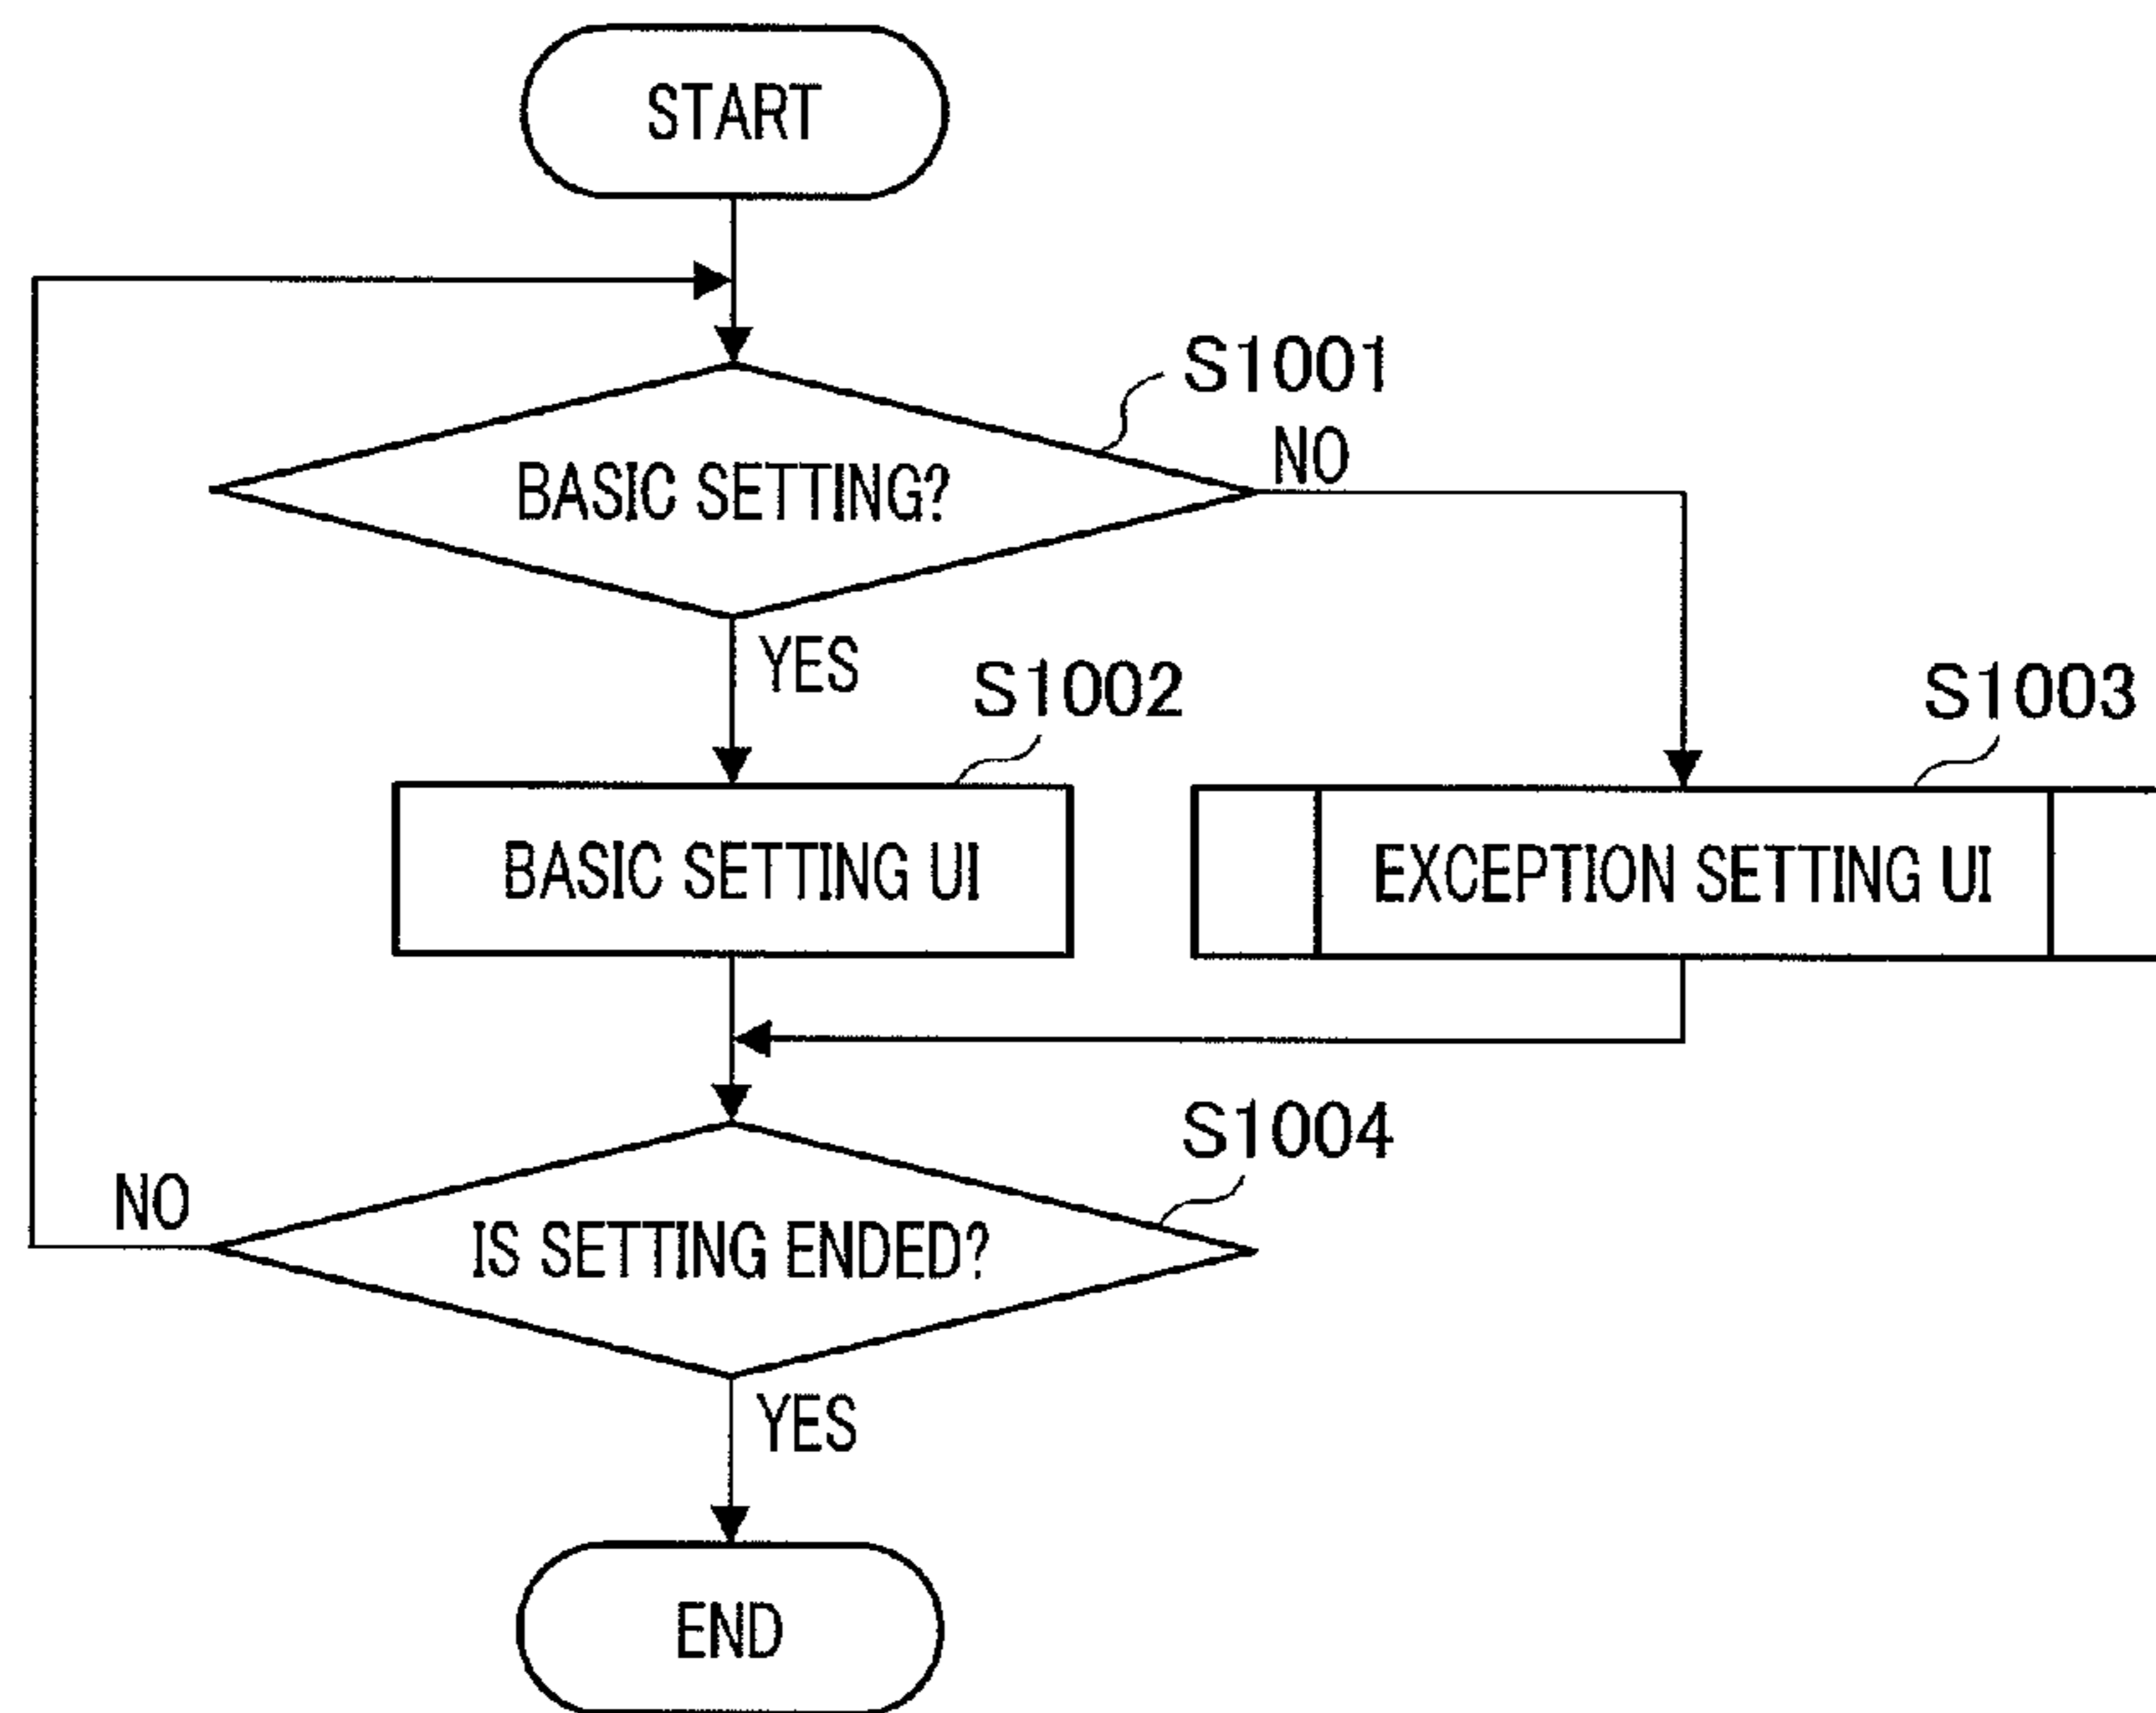 START
S1001
BASIC SETTING?
NO
YES
S1002
S1003
BASIC SETTING UI
EXCEPTION SETTING UI
S1004
NO
IS SETTING ENDED?
YES
END